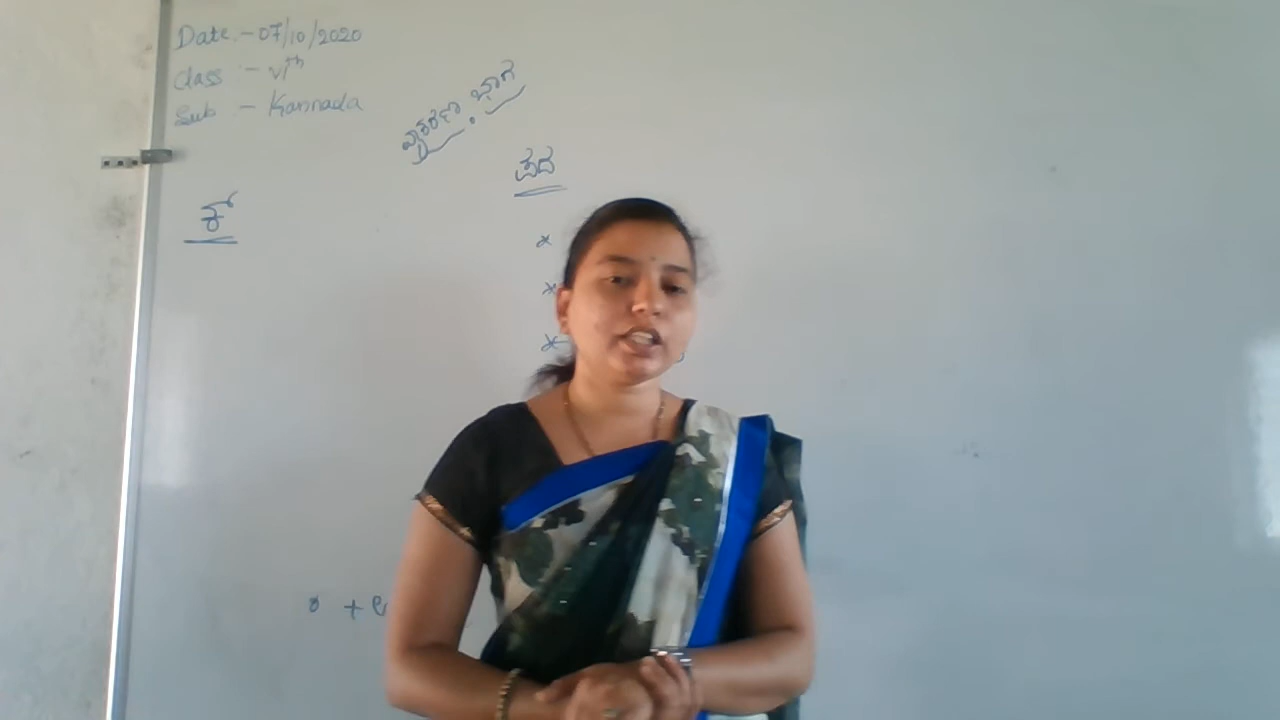 Date :- 07/10/2020
Class :- VIth
Sub - Kannada
ವ್ಯಾಕರಣ ಭಾಗ
ಪದ
ಕ್
*
*
*